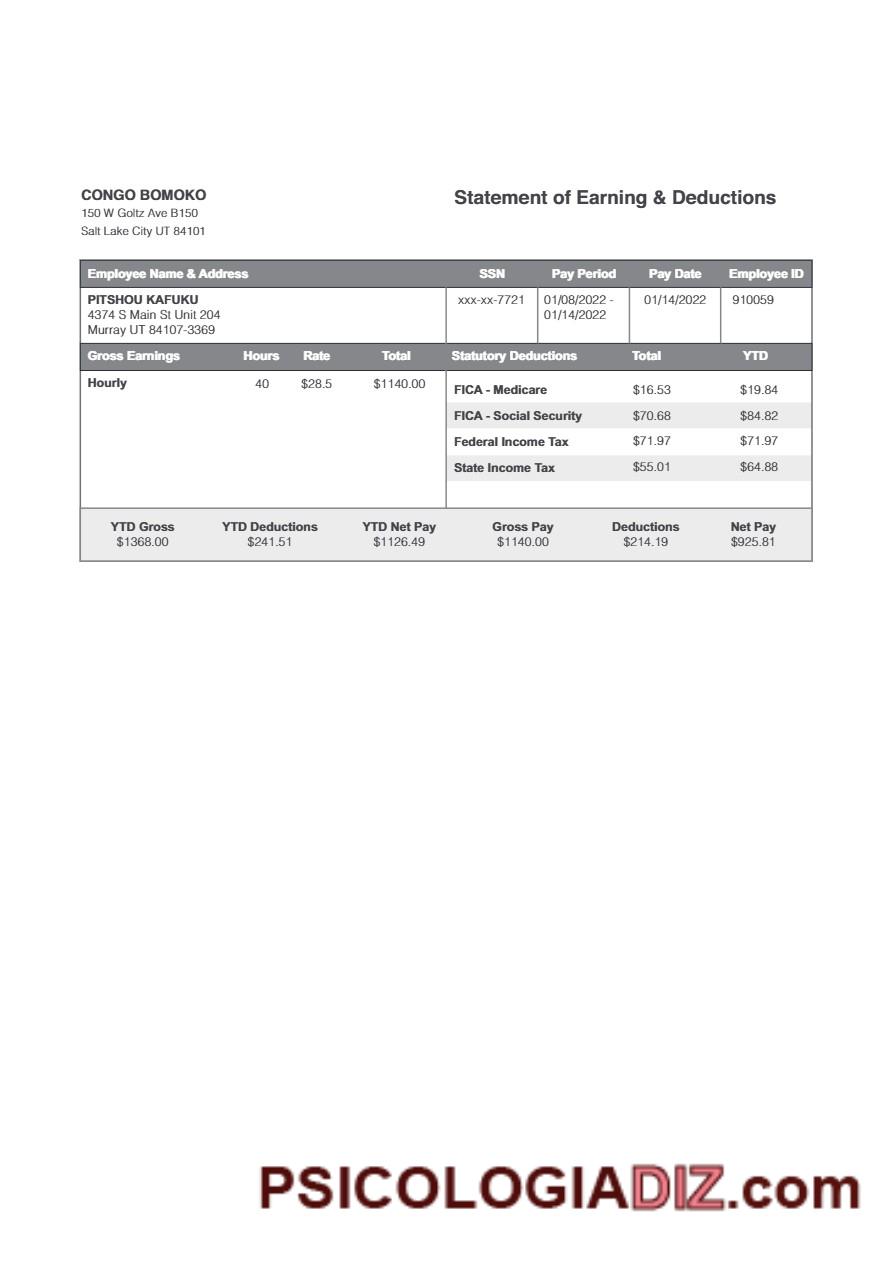 CONGO BOMOKO
150 W Goltz Ave B150
Salt Lake City UT 84101
Statement of Earning & Deductions
Employee Name & Address SSN Pay Period Pay Date Employee ID
PITSHOU KAFUKU xxx-xx-7721 01/08/2022 - 01/14/2022 910059
4374 S Main St Unit 204 01/14/2022
Murray UT 84107-3369
Gross Earnings Hours Rate Total Statutory Deductions Total YTD
Hourly 40 $28.5 $1140.00
FICA - Medicare $16.53 $19.84
FICA - Social Security $70.68 $84.82
Federal Income Tax $71.97 $71.97
State Income Tax $55.01 $64.88
YTD Gross YTD Deductions YTD Net Pay Gross Pay Deductions Net Pay
$1368.00 $241.51 $1126.49 $1140.00 $214.19 $925.81
PSICOLOGIADIZ.com